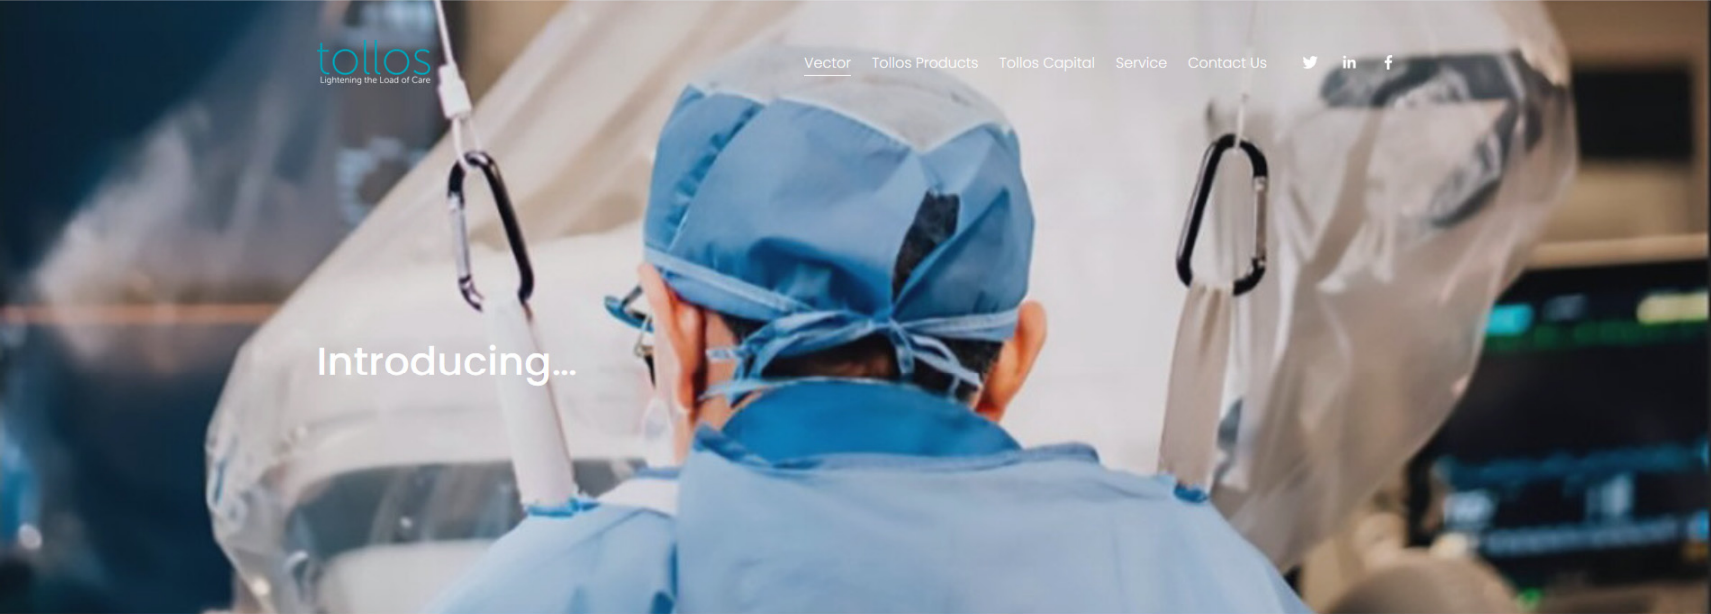 tollos
Lightening the Load of Care
Vector Tollos Products Tollos Capital Service Contact Us
Introducing...